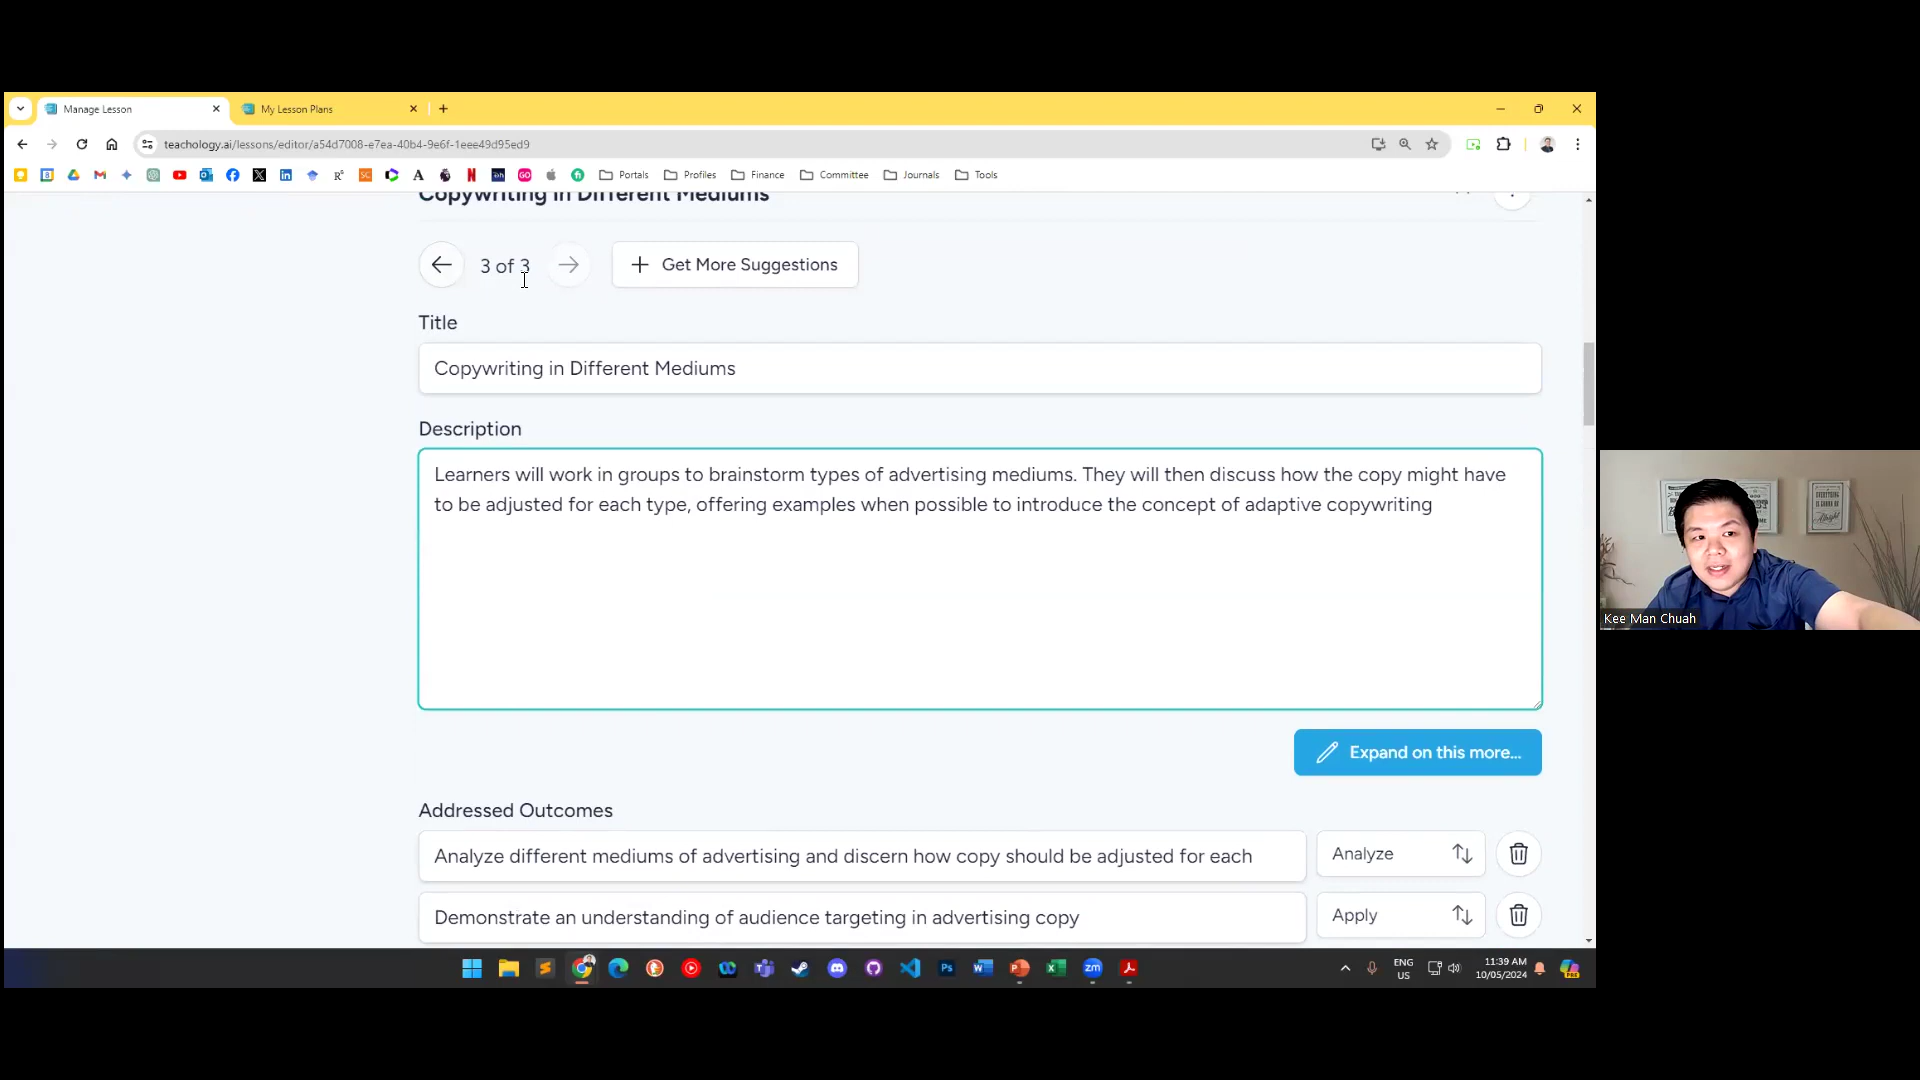 Manage Lesson
My Lesson Plans
teachology.ai/lessons/editor/a54d7008-e7ea-40b4-9e6f-1eee49d95ed9
Portals
Profiles
Finance
Committee
Journals
Tools
Copywriting in Different Mediums
3 of 3
Get More Suggestions
Title
Copywriting in Different Mediums
Description
Learners will work in groups to brainstorm types of advertising mediums. They will then discuss how the copy might have
to be adjusted for each type, offering examples when possible to introduce the concept of adaptive copywriting
Expand on this more...
Addressed Outcomes
Analyze different mediums of advertising and discern how copy should be adjusted for each
Analyze
Demonstrate an understanding of audience targeting in advertising copy
Apply
Kee Man Chuah
ENG
US
11:39 AM
10/05/2024